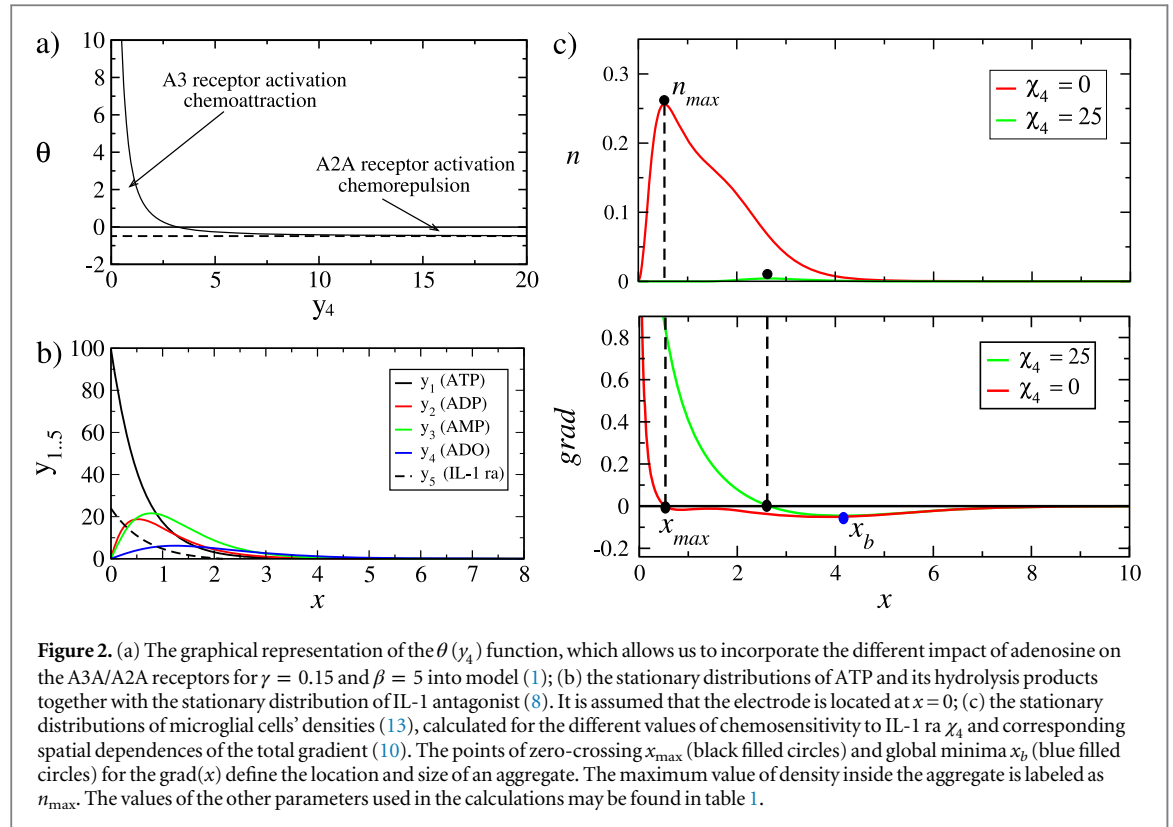 a)
10
8
6
4
2
0
-2
θ
A3 receptor activation
chemoattraction
A2A receptor activation
chemorepulsion
0 5 10 15 20
y₄
b)
100
80
60
40
20
0
y₁..₅
y₁ (ATP)
y₂ (ADP)
y₃ (AMP)
y₄ (ADO)
y₅ (IL-1 ra)
0 1 2 3 4 5 6 7 8
x
c)
0.3
0.2
0.1
0
n
n_max
χ₄ = 0
χ₄ = 25
0.8
0.6
0.4
0.2
0
-0.2
grad
χ₄ = 25
χ₄ = 0
x_max
x_b
0 2 4 6 8 10
x
Figure 2. (a) The graphical representation of the θ(y₄) function, which allows us to incorporate the different impact of adenosine on
the A3A/A2A receptors for γ = 0.15 and β = 5 into model (1); (b) the stationary distributions of ATP and its hydrolysis products
together with the stationary distribution of IL-1 antagonist (8). It is assumed that the electrode is located at x = 0; (c) the stationary
distributions of microglial cells' densities (13), calculated for the different values of chemosensitivity to IL-1 ra χ₄ and corresponding
spatial dependences of the total gradient (10). The points of zero-crossing x_max (black filled circles) and global minima x_b (blue filled
circles) for the grad(x) define the location and size of an aggregate. The maximum value of density inside the aggregate is labeled as
n_max. The values of the other parameters used in the calculations may be found in table 1.